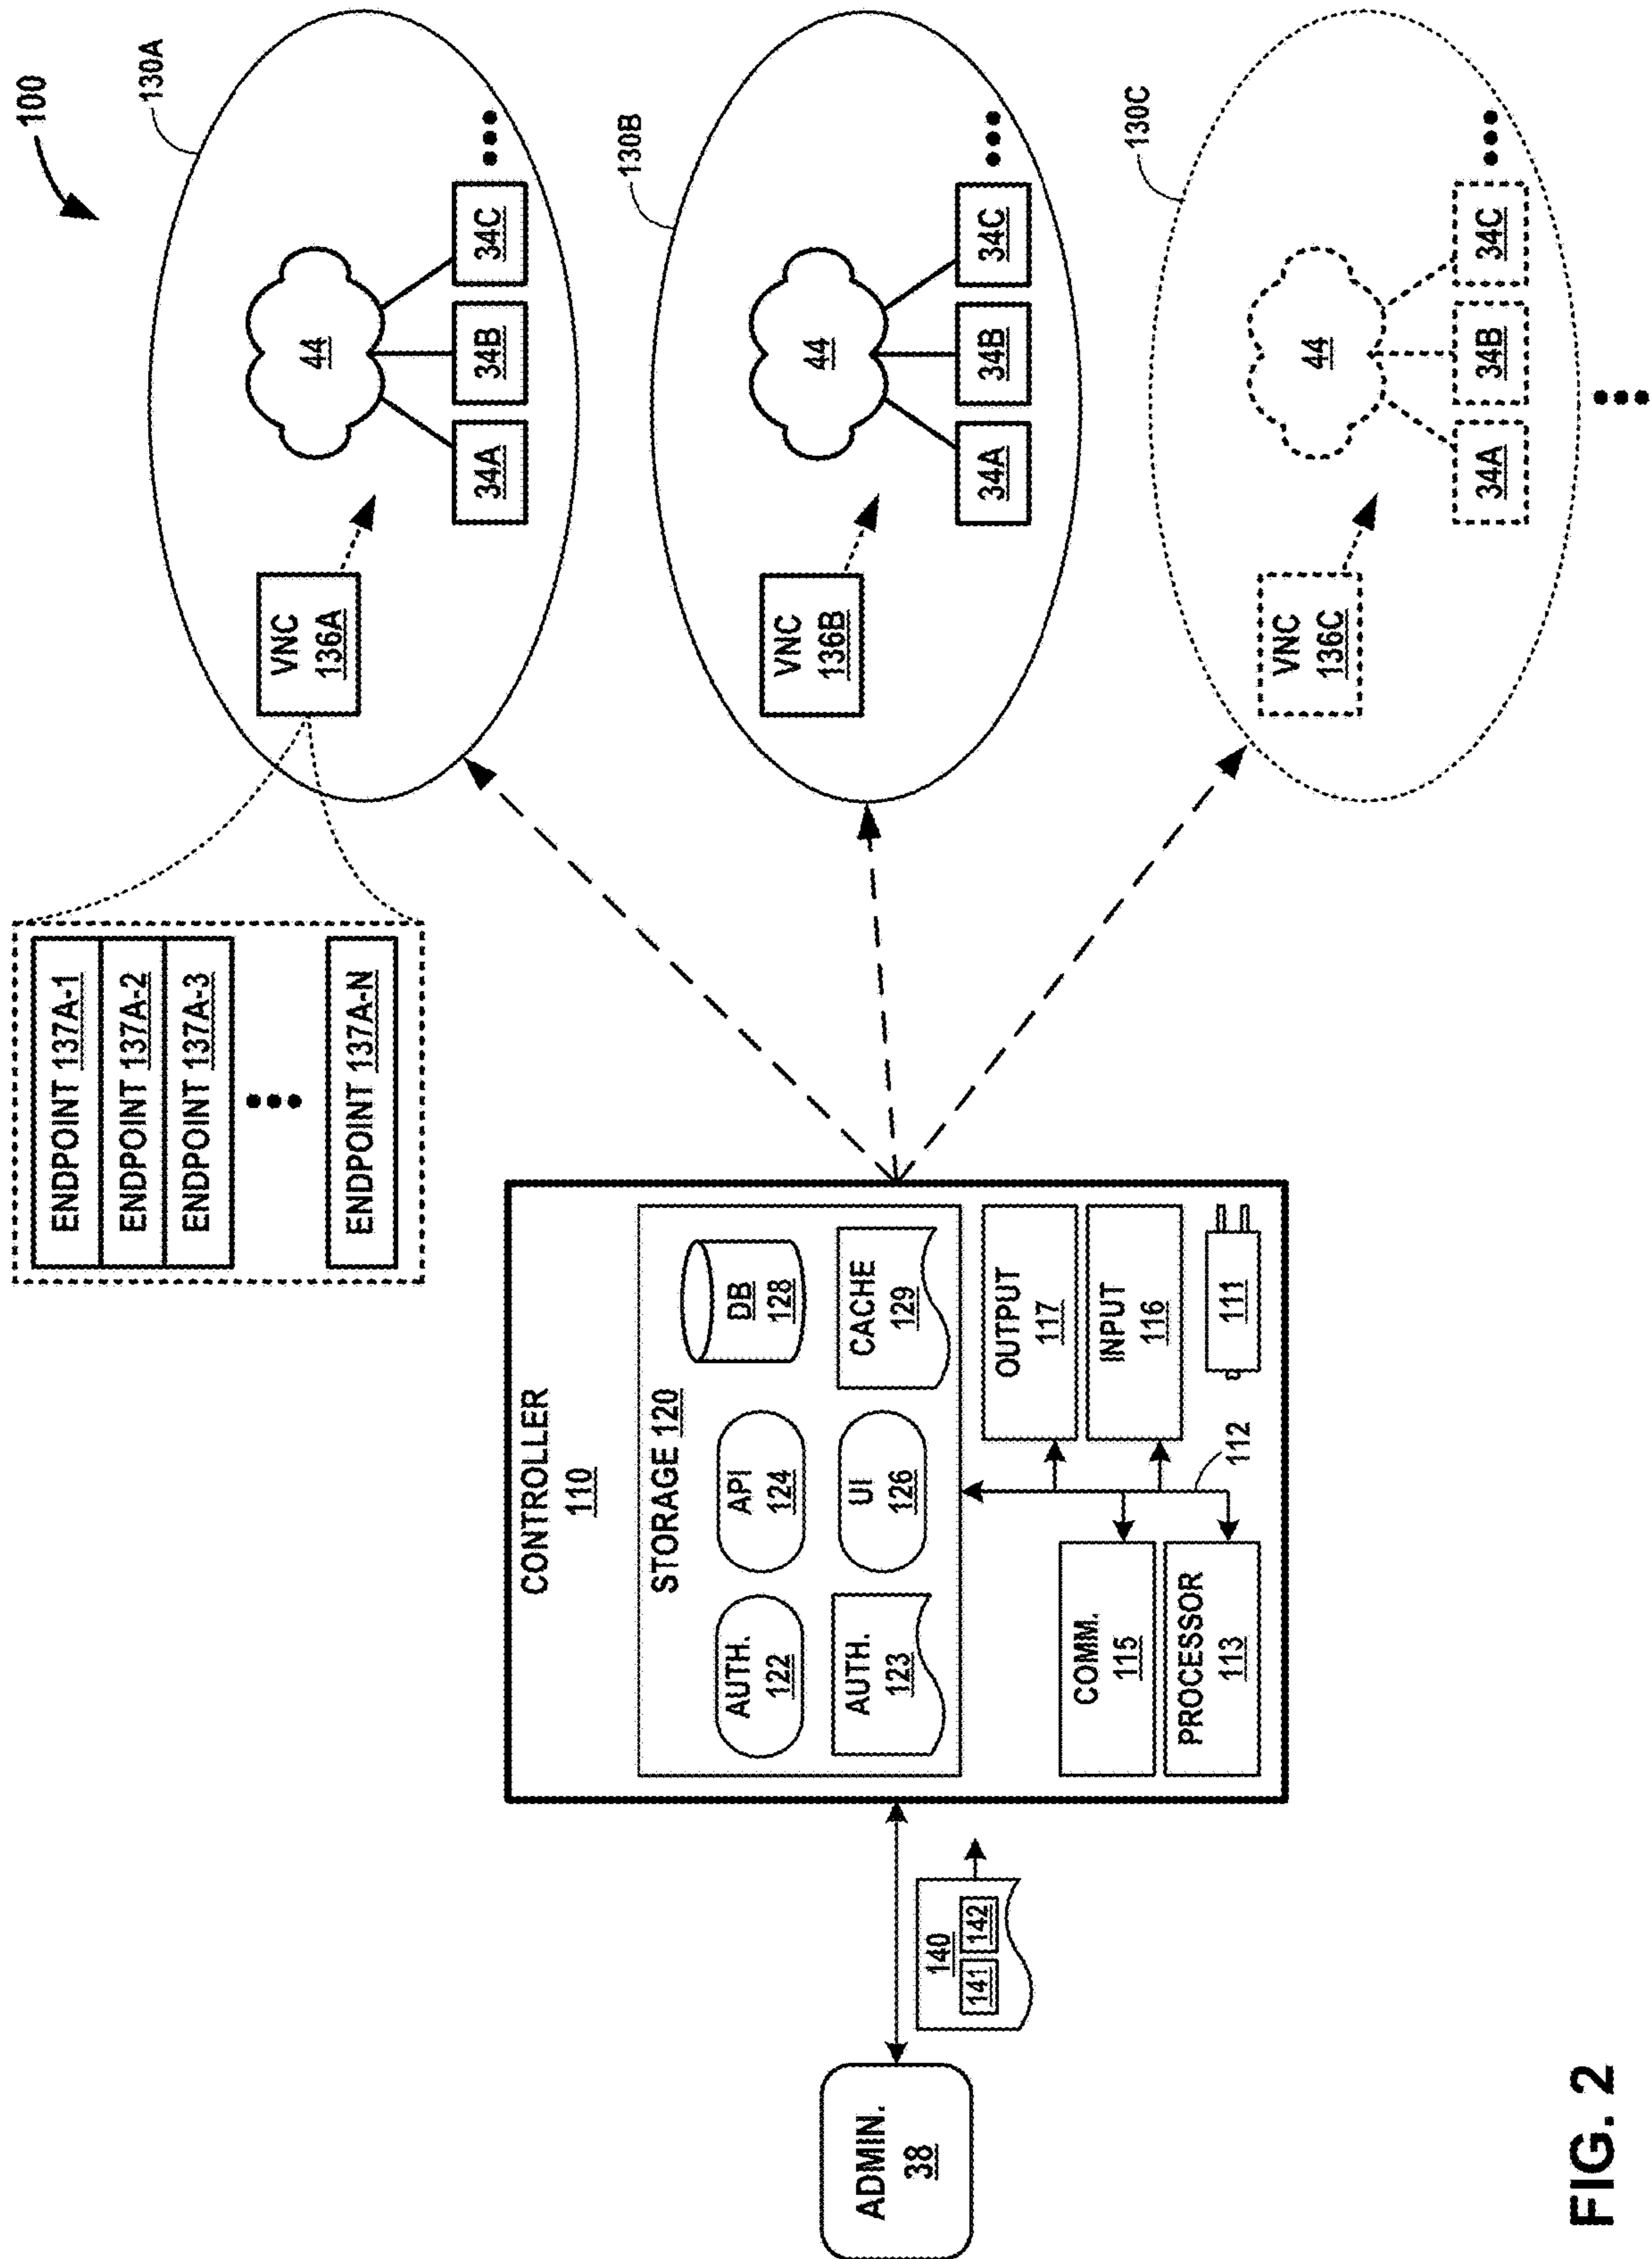 100
ENDPOINT 137A-1
ENDPOINT 137A-2
ENDPOINT 137A-3
ENDPOINT 137A-N
130A
VNC
136A
44
34A
34B
34C
130B
VNC
136B
44
34A
34B
34C
130C
VNC
136C
44
34A
34B
34C
CONTROLLER
110
STORAGE 120
AUTH.
122
API
124
DB
128
AUTH.
123
UI
126
CACHE
129
COMM.
115
OUTPUT
117
PROCESSOR
113
INPUT
116
112
111
ADMIN.
38
140
141
142
FIG. 2